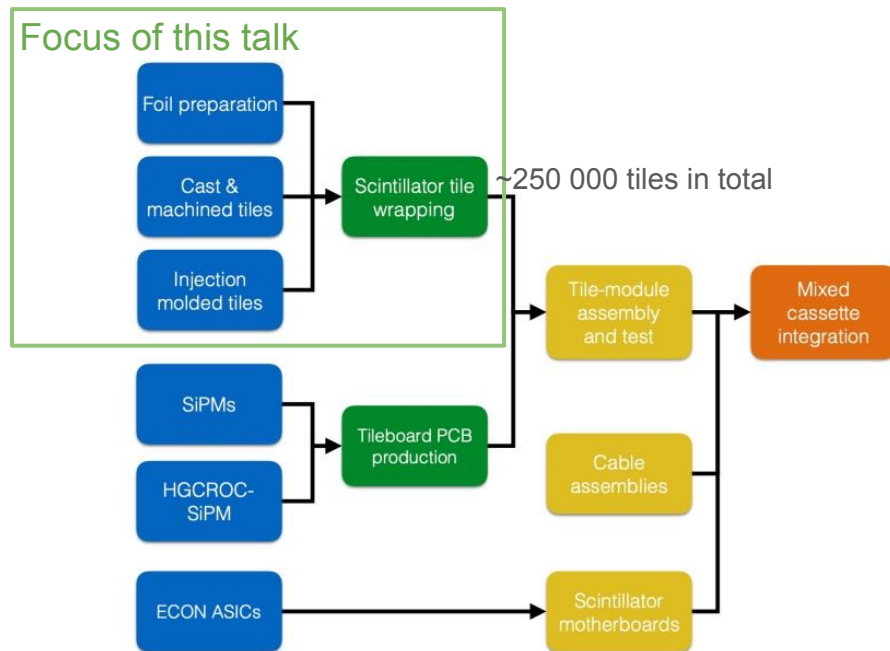 Focus of this talk
Foil preparation
Cast &
machined tiles
Injection
molded tiles
Scintillator tile
wrapping
~250 000 tiles in total
Tile-module
assembly
and test
Mixed
cassette
integration
SiPMs
HGCROC-
SiPM
Tileboard PCB
production
Cable
assemblies
ECON ASICs
Scintillator
motherboards